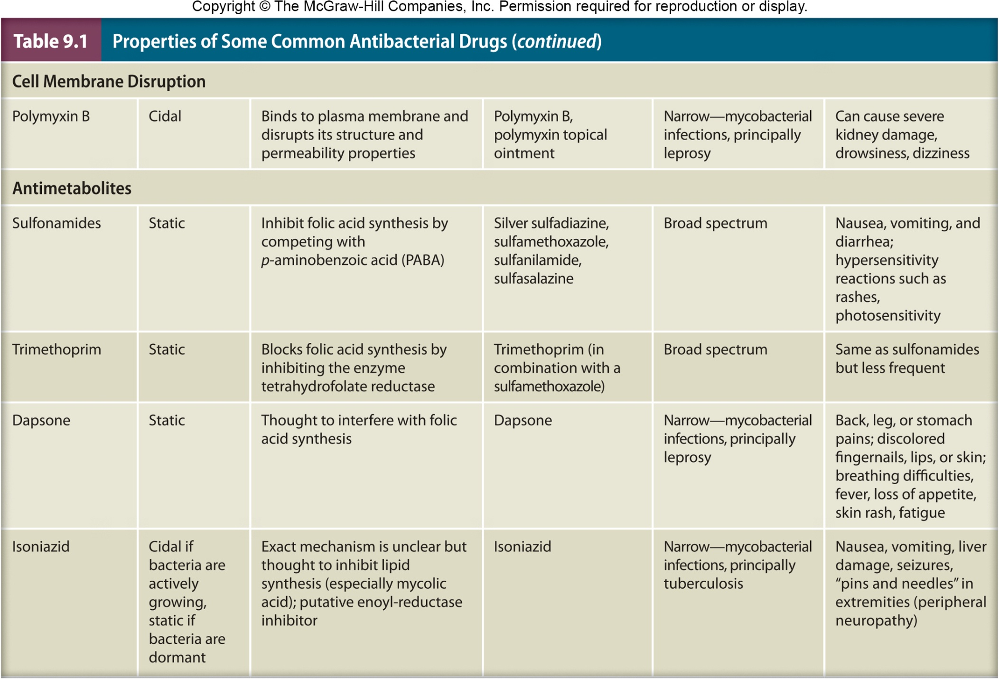 Copyright © The McGraw-Hill Companies, Inc. Permission required for reproduction or display.
Table 9.1
Properties of Some Common Antibacterial Drugs (continued)
Cell Membrane Disruption
Polymyxin B
Cidal
Binds to plasma membrane and
disrupts its structure and
permeability properties
Polymyxin B,
polymyxin topical
ointment
Narrow—mycobacterial
infections, principally
leprosy
Can cause severe
kidney damage,
drowsiness, dizziness
Antimetabolites
Sulfonamides
Static
Inhibit folic acid synthesis by
competing with
p-aminobenzoic acid (PABA)
Silver sulfadiazine,
sulfamethoxazole,
sulfanilamide,
sulfasalazine
Broad spectrum
Nausea, vomiting, and
diarrhea;
hypersensitivity
reactions such as
rashes,
photosensitivity
Trimethoprim
Static
Blocks folic acid synthesis by
inhibiting the enzyme
tetrahydrofolate reductase
Trimethoprim (in
combination with a
sulfamethoxazole)
Broad spectrum
Same as sulfonamides
but less frequent
Dapsone
Static
Thought to interfere with folic
acid synthesis
Dapsone
Narrow—mycobacterial
infections, principally
leprosy
Back, leg, or stomach
pains; discolored
fingernails, lips, or skin;
breathing difficulties,
fever, loss of appetite,
skin rash, fatigue
Isoniazid
Cidal if
bacteria are
actively
growing,
static if
bacteria are
dormant
Exact mechanism is unclear but
thought to inhibit lipid
synthesis (especially mycolic
acid); putative enoyl-reductase
inhibitor
Isoniazid
Narrow—mycobacterial
infections, principally
tuberculosis
Nausea, vomiting, liver
damage, seizures,
“pins and needles” in
extremities (peripheral
neuropathy)